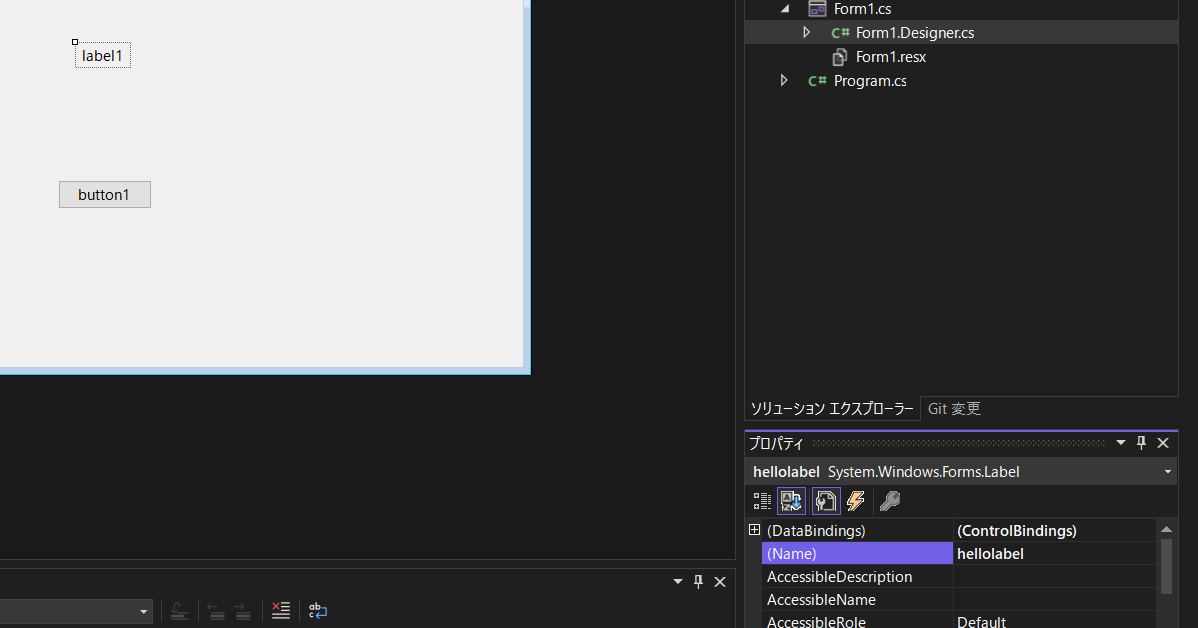 label1
button1
Form1.cs
C# Form1.Designer.cs
Form1.resx
C# Program.cs
ソリューション エクスプローラー Git 変更
プロパティ
hellolabel System.Windows.Forms.Label
(DataBindings) (ControlBindings)
(Name) hellolabel
AccessibleDescription
AccessibleName
AccessibleRole Default